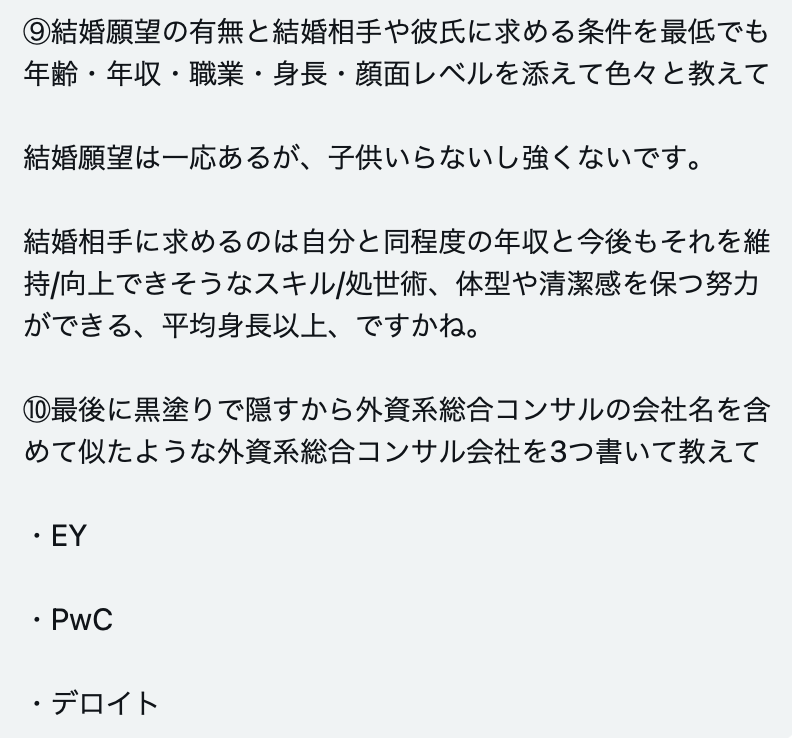 ⑨結婚願望の有無と結婚相手や彼氏に求める条件を最低でも
年齢・年収・職業・身長・顔面レベルを添えて色々と教えて
結婚願望は一応あるが、子供いらないし強くないです。
結婚相手に求めるのは自分と同程度の年収と今後もそれを維
持/向上できそうなスキル/処世術、体型や清潔感を保つ努力
ができる、平均身長以上、ですかね。
⑩最後に黒塗りで隠すから外資系総合コンサルの会社名を含
めて似たような外資系総合コンサル会社を3つ書いて教えて
・EY
・PwC
・デロイト